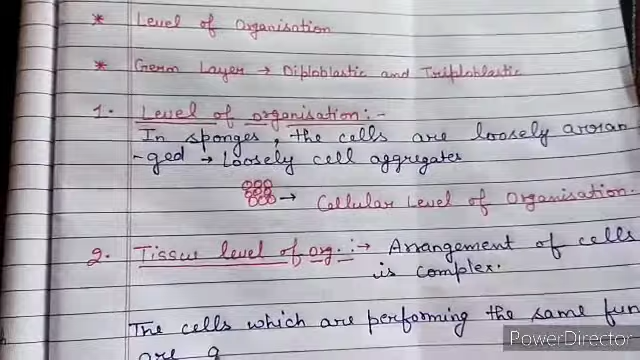 * Level of Organisation
* Germ Layer → Diploblastic and Triploblastic
1. Level of organisation :-
In sponges, the cells are loosely arran
-ged → Loosely cell aggregates
→ Cellular Level of Organisation.
2. Tissue level of org. :→ Arrangement of cells
is complex.
The cells which are performing the same fun
are
PowerDirector